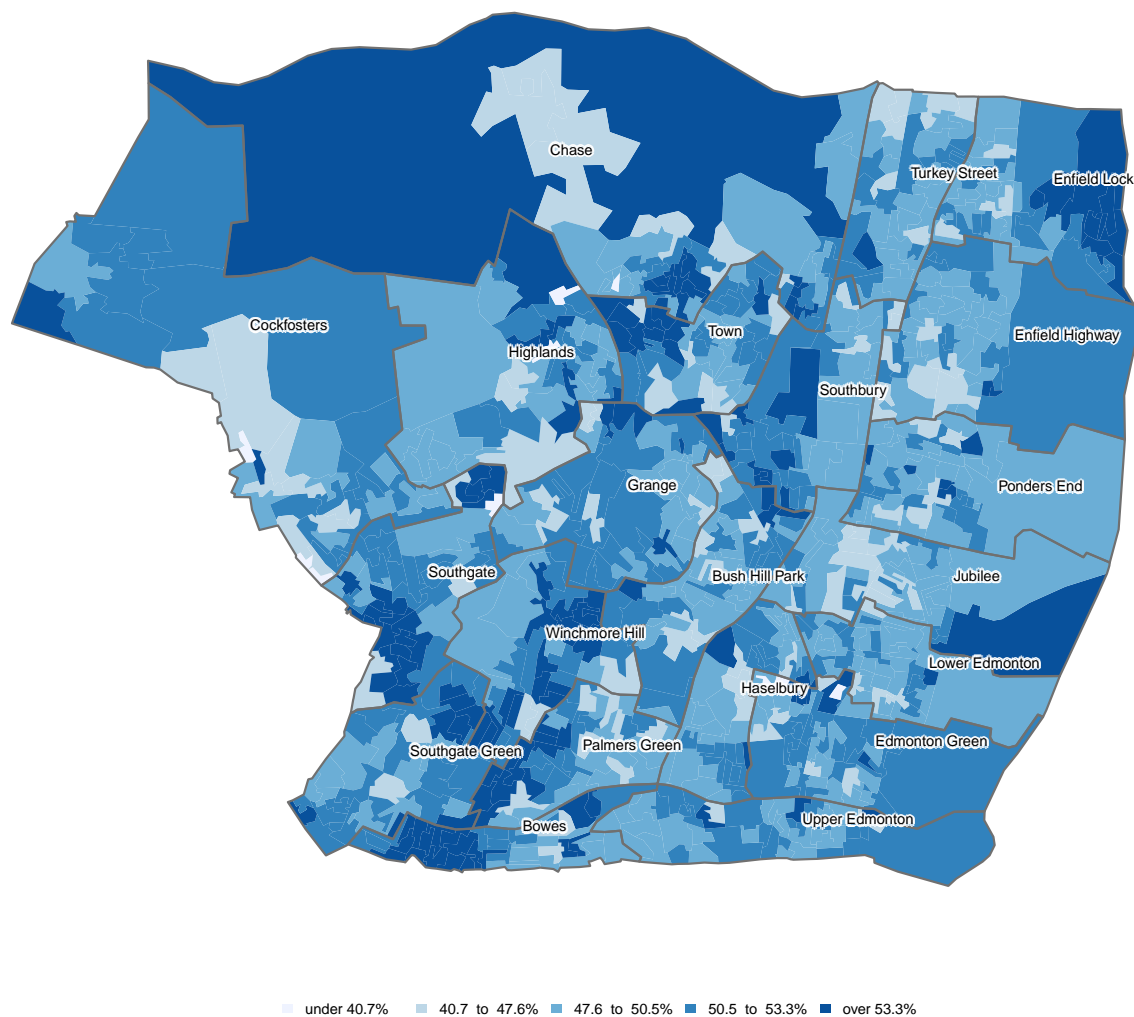 Chase
Turkey Street
Enfield Lock
Cockfosters
Town
Enfield Highway
Highlands
Southbury
Grange
Ponders End
Southgate
Bush Hill Park
Jubilee
Winchmore Hill
Lower Edmonton
Haselbury
Southgate Green
Palmers Green
Edmonton Green
Bowes
Upper Edmonton
under 40.7% 40.7 to 47.6% 47.6 to 50.5% 50.5 to 53.3% over 53.3%